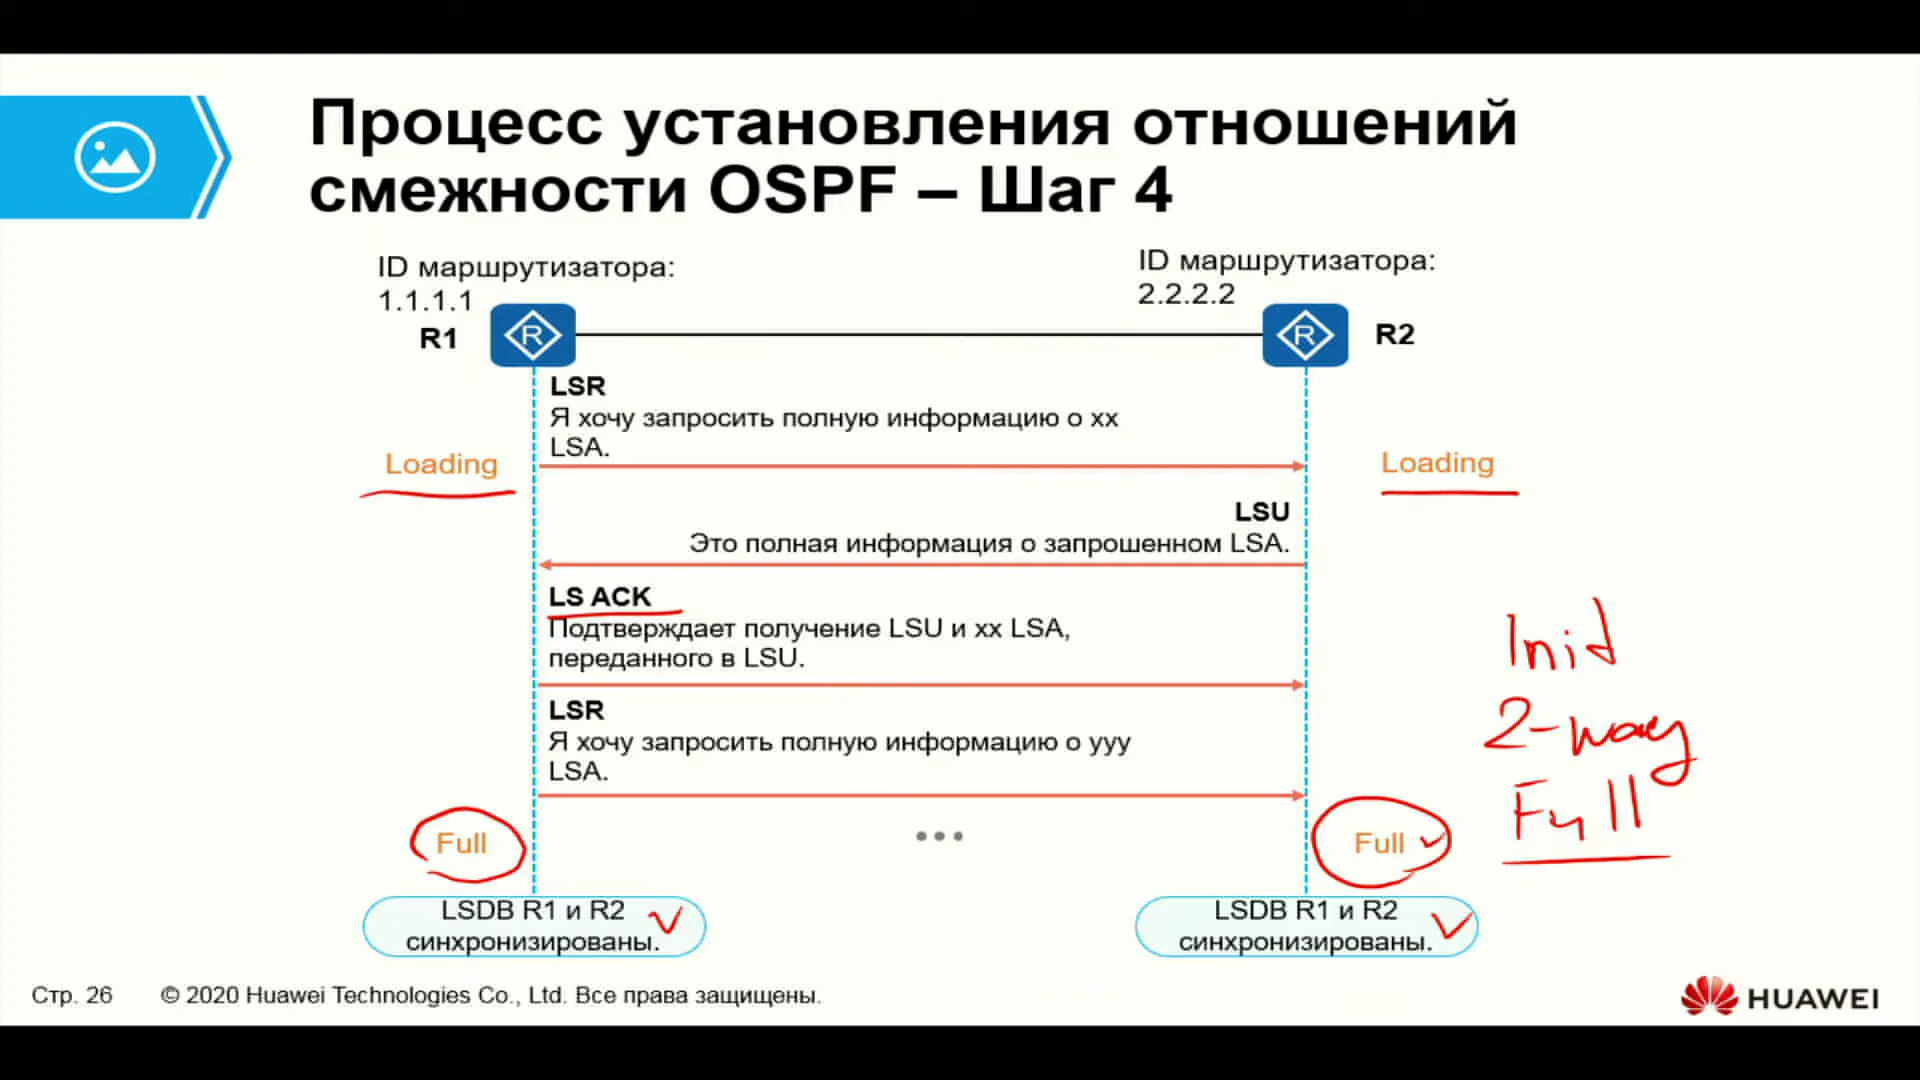 Процесс установления отношений
смежности OSPF – Шаг 4
ID маршрутизатора:
1.1.1.1
R1
R
ID маршрутизатора:
2.2.2.2
R
R2
LSR
Я хочу запросить полную информацию о xx
LSA.
Loading
Loading
LSU
Это полная информация о запрошенном LSA.
LS ACK
Подтверждает получение LSU и xx LSA,
переданного в LSU.
LSR
Я хочу запросить полную информацию о yyy
LSA.
Init
2-way
Full
Full
...
Full
LSDB R1 и R2
синхронизированы.
LSDB R1 и R2
синхронизированы.
Стр. 26
© 2020 Huawei Technologies Co., Ltd. Все права защищены.
HUAWEI